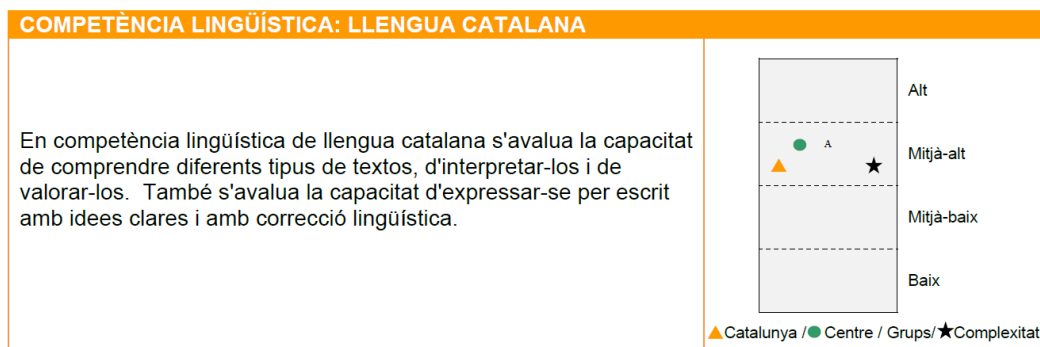 COMPETÈNCIA LINGÜÍSTICA: LLENGUA CATALANA
En competència lingüística de llengua catalana s'avalua la capacitat
de comprendre diferents tipus de textos, d'interpretar-los i de
valorar-los. També s'avalua la capacitat d'expressar-se per escrit
amb idees clares i amb correcció lingüística.
Alt
A
Mitjà-alt
Mitjà-baix
Baix
Catalunya / Centre / Grups/ Complexitat